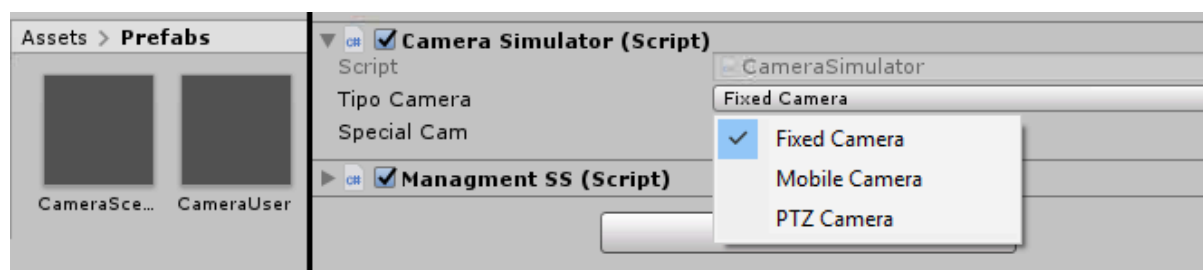 Assets > Prefabs
CameraSce...
CameraUser
Camera Simulator (Script)
Script
CameraSimulator
Tipo Camera
Fixed Camera
Special Cam
Fixed Camera
Mobile Camera
PTZ Camera
Managment SS (Script)